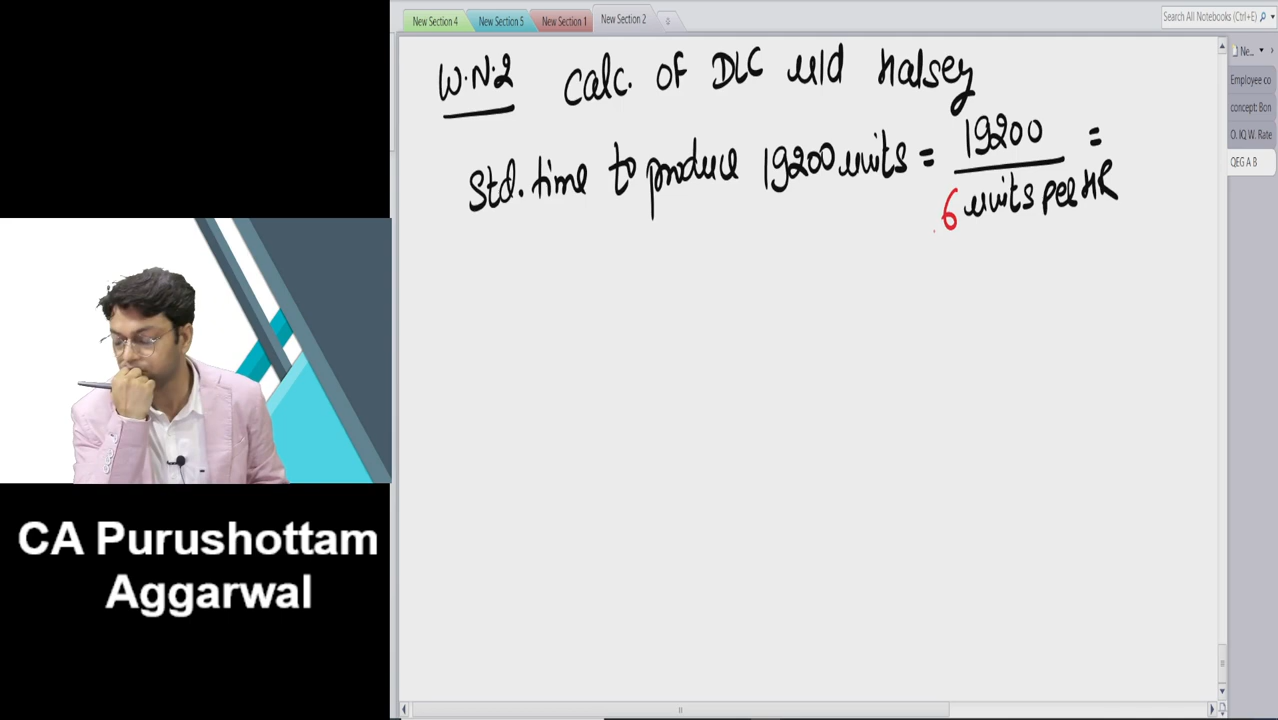 New Section 4
New Section 5
New Section 1
New Section 2
Search All Notebooks (Ctrl+E)
Ne...
Employee co
concept: Bon
O. IQ W. Rate
QEG A B
W.N.2 Calc. of DLC u/d Halsey
Std. time to produce 19200 units = 19200 =
6 units per HR
CA Purushottam
Aggarwal